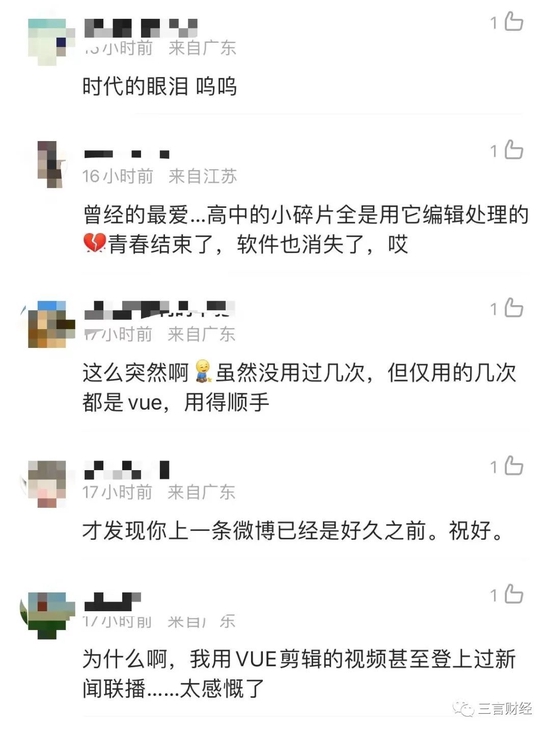 1
15小时前 来自广东
时代的眼泪 呜呜
1
16小时前 来自江苏
曾经的最爱...高中的小碎片全是用它编辑处理的
💔青春结束了，软件也消失了，哎
1
17小时前 来自广东
这么突然啊虽然没用过几次，但仅用的几次
都是vue，用得顺手
1
17小时前 来自广东
才发现你上一条微博已经是好久之前。祝好。
1
17小时前 来自广东
为什么啊，我用VUE剪辑的视频甚至登上过新
闻联播......太感慨了
三言财经